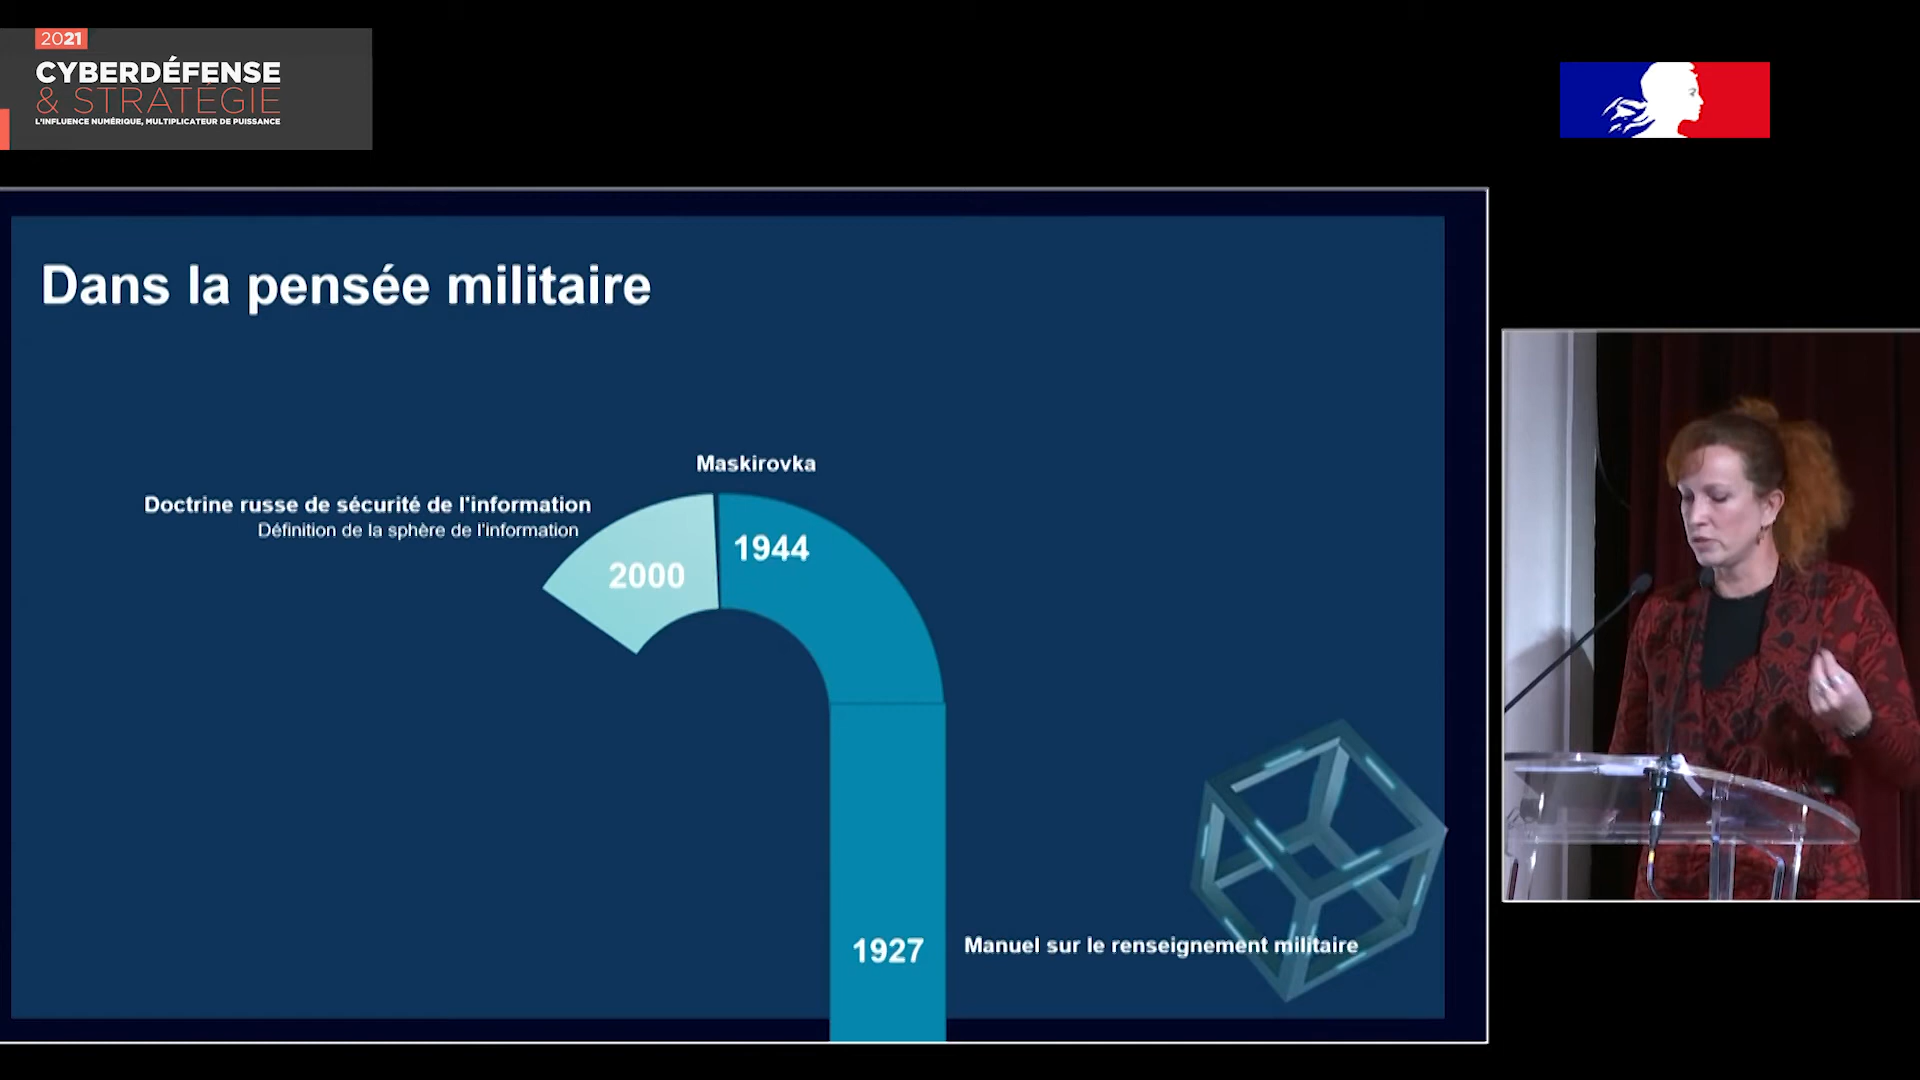 2021
CYBERDÉFENSE
& STRATÉGIE
L'INFLUENCE NUMÉRIQUE, MULTIPLICATEUR DE PUISSANCE
Dans la pensée militaire
Maskirovka
Doctrine russe de sécurité de l'information
Définition de la sphère de l'information
1944
2000
1927
Manuel sur le renseignement militaire